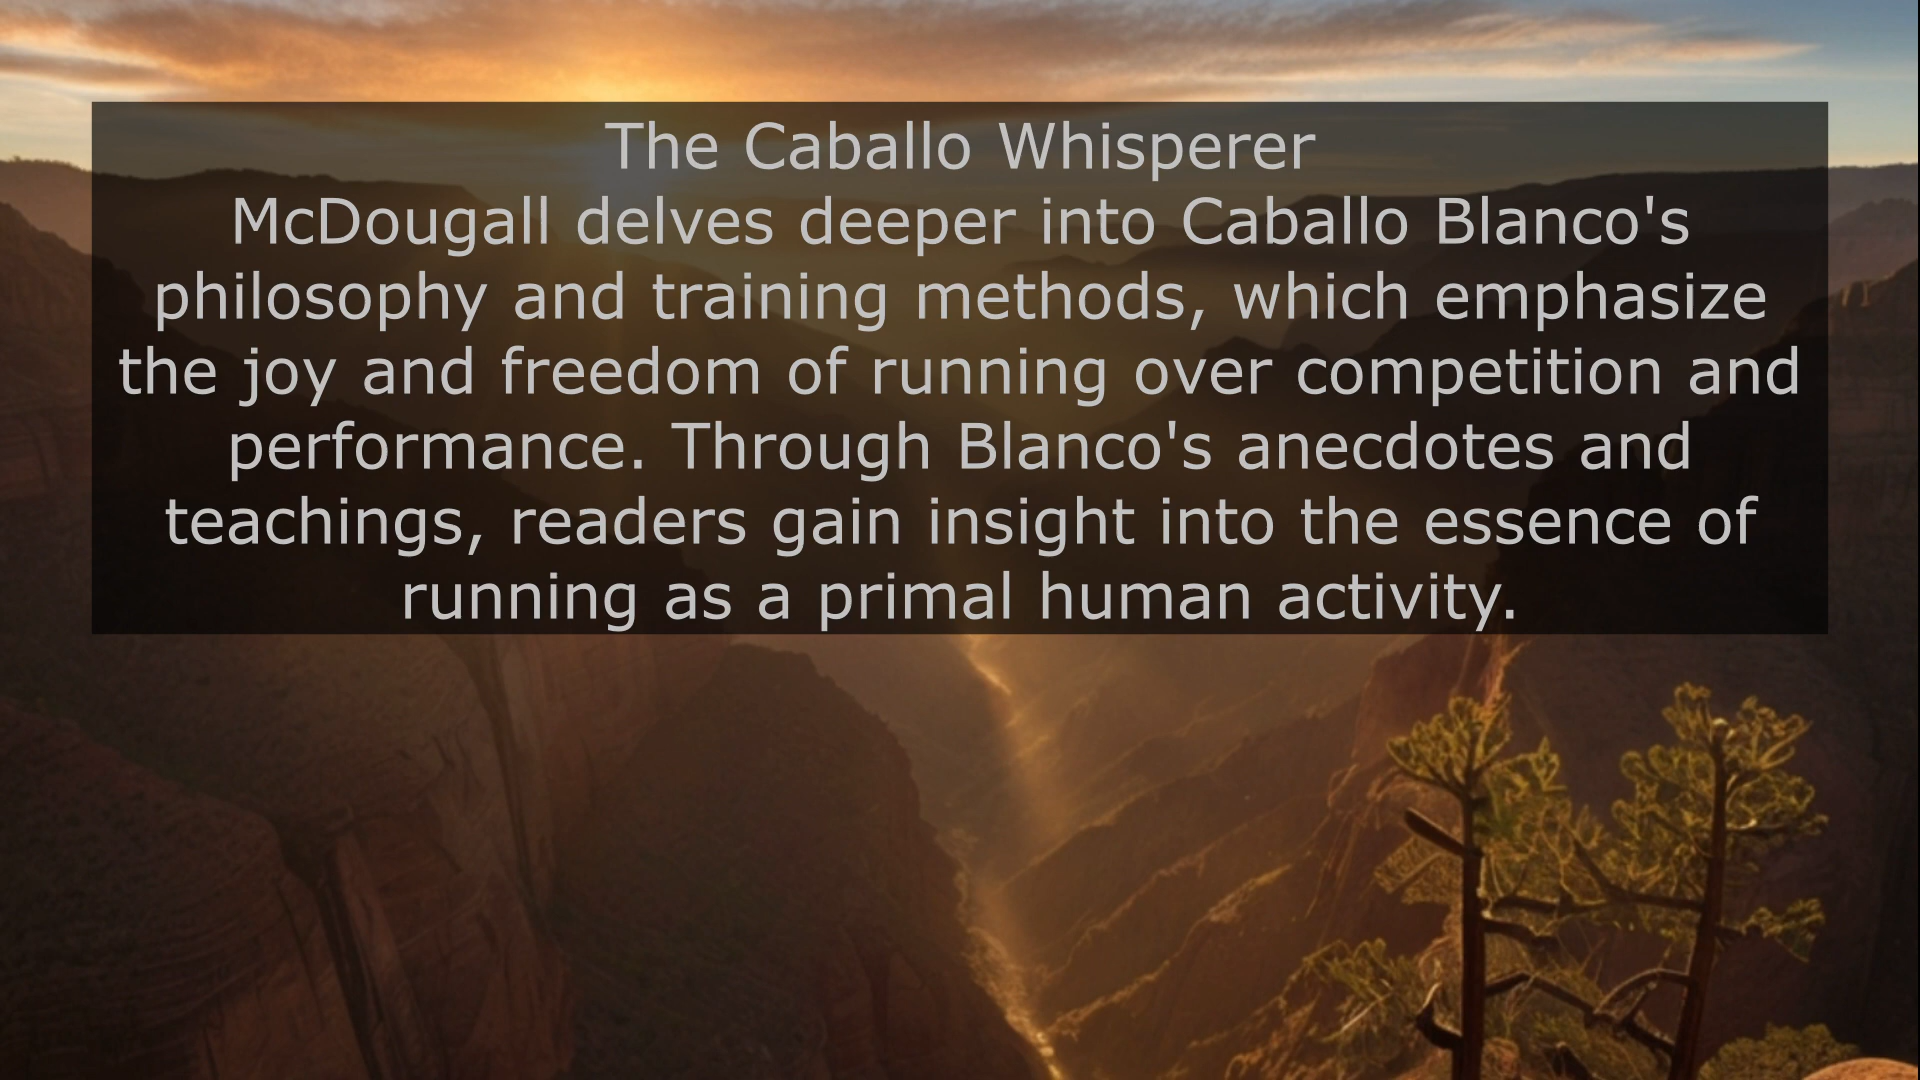 The Caballo Whisperer
McDougall delves deeper into Caballo Blanco's
philosophy and training methods, which emphasize
the joy and freedom of running over competition and
performance. Through Blanco's anecdotes and
teachings, readers gain insight into the essence of
running as a primal human activity.